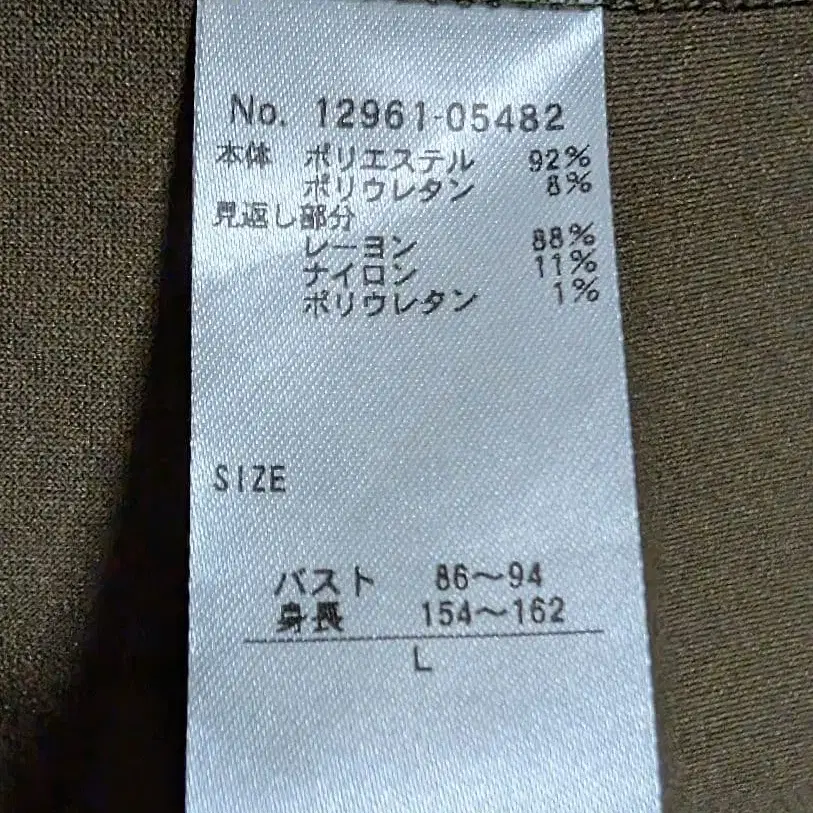 No. 12961-05482
本体 ポリエステル 92%
ポリウレタン 8%
見返し部分
レーヨン 88%
ナイロン 11%
ポリウレタン 1%
SIZE
バスト 86〜94
身長 154〜162
L